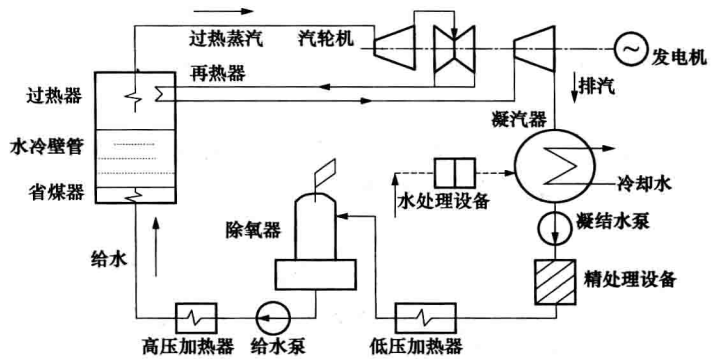 过热蒸汽
汽轮机
发电机
再热器
过热器
排汽
凝汽器
水冷壁管
省煤器
水处理设备
冷却水
除氧器
凝结水泵
给水
精处理设备
高压加热器
给水泵
低压加热器